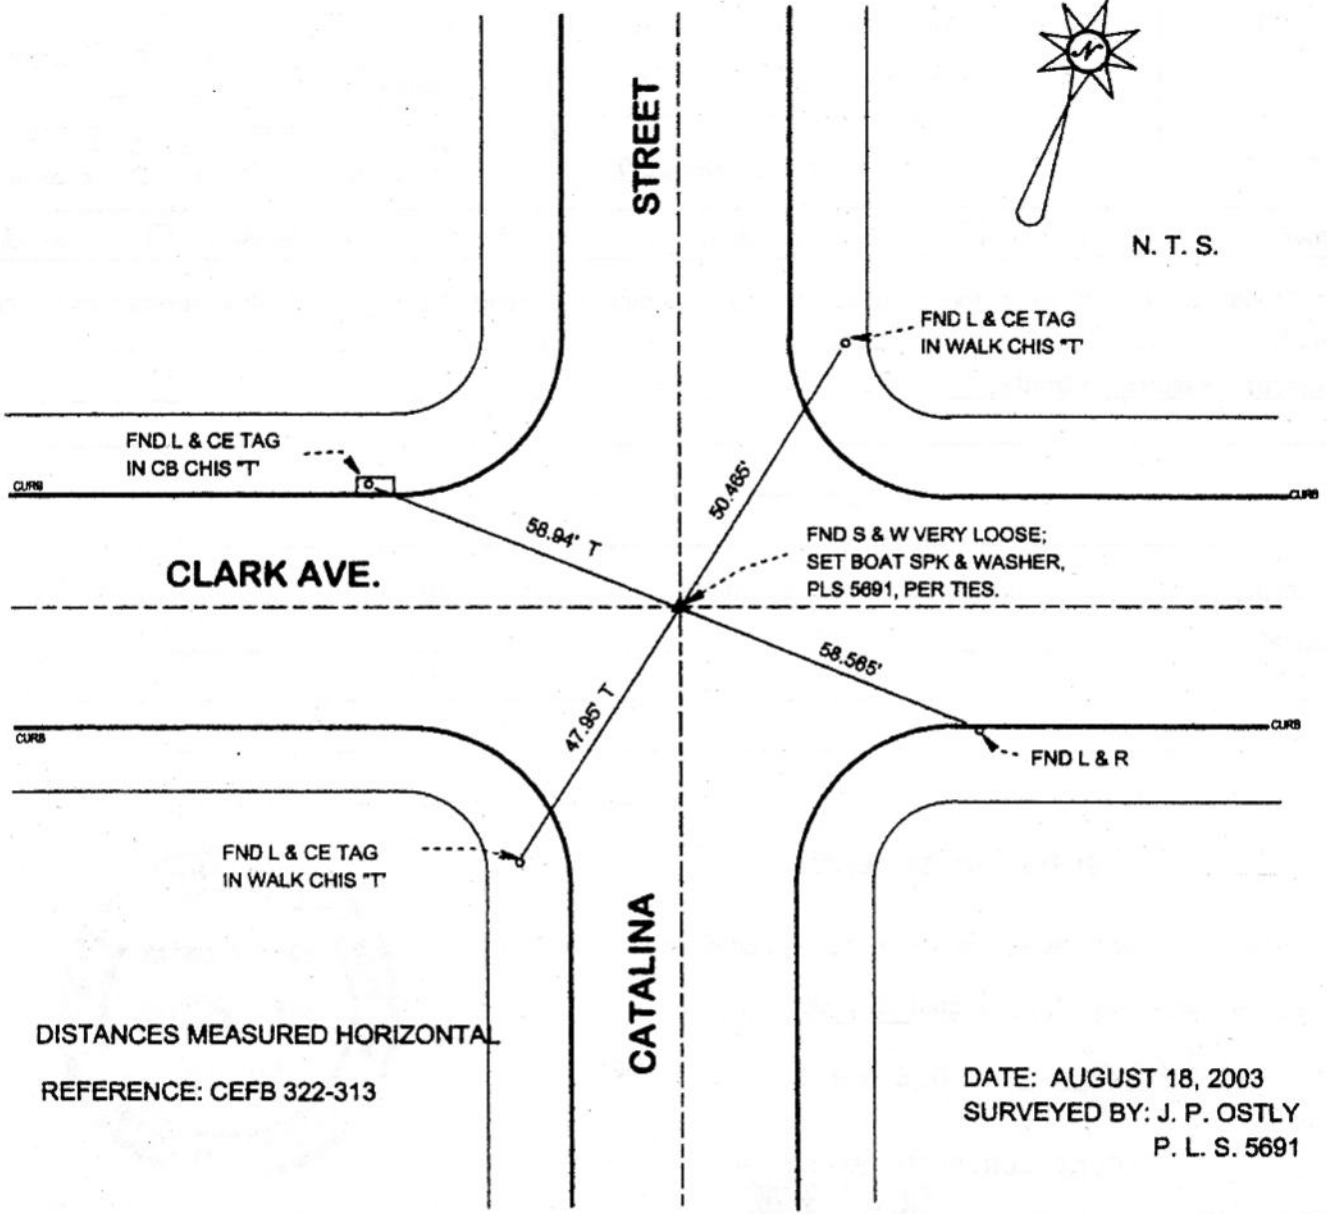 STREET
N
N. T. S.
FND L & CE TAG
IN WALK CHIS "T"
FND L & CE TAG
IN CB CHIS "T"
CURB
CURB
58.94' T
50.465'
FND S & W VERY LOOSE;
SET BOAT SPK & WASHER,
PLS 5691, PER TIES.
CLARK AVE.
58.565'
47.95' T
CURB
CURB
FND L & R
FND L & CE TAG
IN WALK CHIS "T"
CATALINA
DISTANCES MEASURED HORIZONTAL
REFERENCE: CEFB 322-313
DATE: AUGUST 18, 2003
SURVEYED BY: J. P. OSTLY
P. L. S. 5691